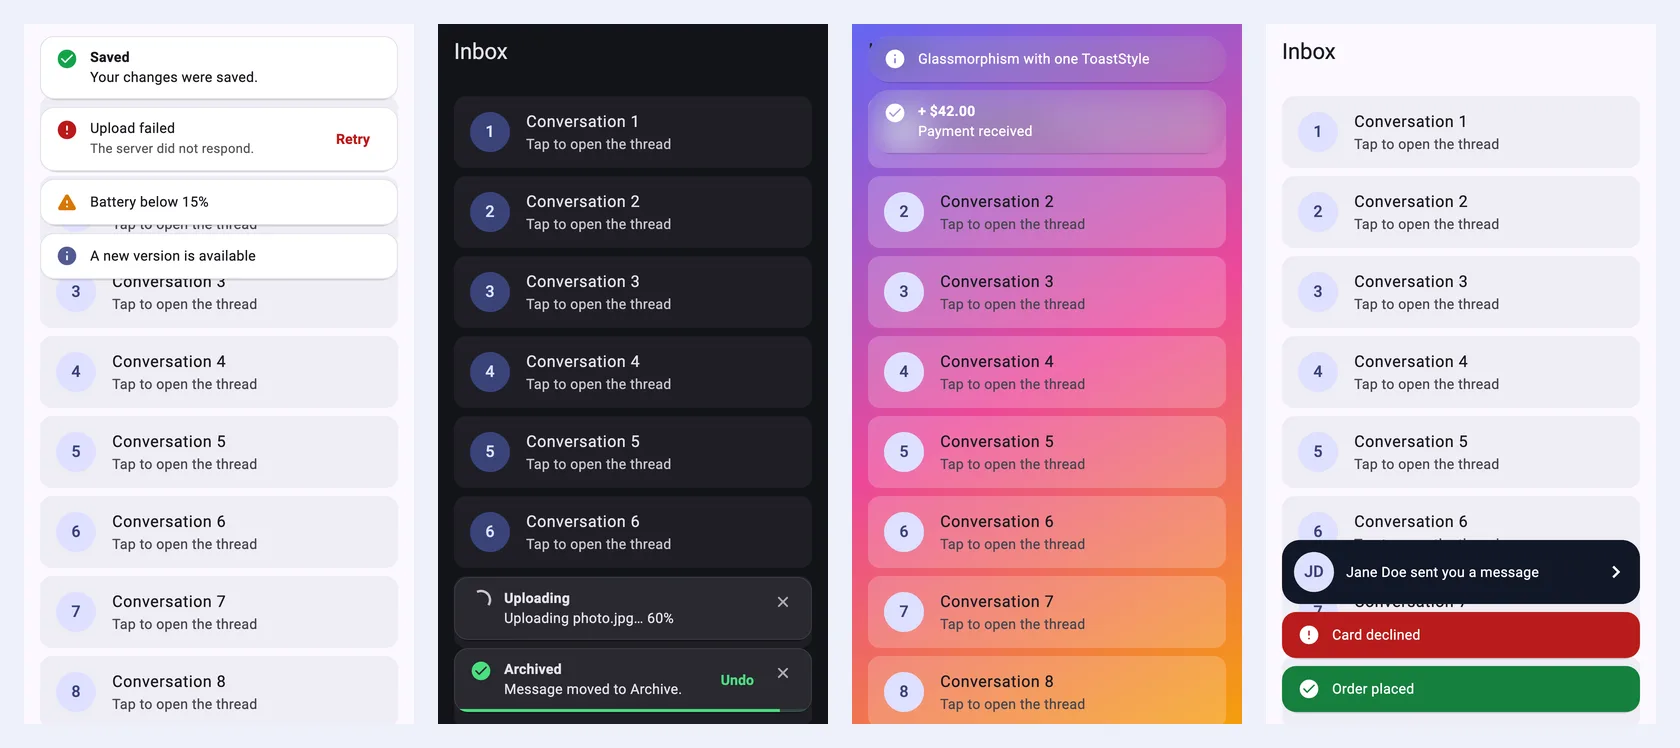 Saved
Your changes were saved.
Upload failed
The server did not respond.
Retry
Battery below 15%
Tap to open the thread
A new version is available
Conversation 3
3
Tap to open the thread
Conversation 4
4
Tap to open the thread
Conversation 5
5
Tap to open the thread
Conversation 6
6
Tap to open the thread
Conversation 7
7
Tap to open the thread
Conversation 8
8
Tap to open the thread
Inbox
Conversation 1
1
Tap to open the thread
Conversation 2
2
Tap to open the thread
Conversation 3
3
Tap to open the thread
Conversation 4
4
Tap to open the thread
Conversation 5
5
Tap to open the thread
Conversation 6
6
Tap to open the thread
Uploading
Uploading photo.jpg... 60%
Archived
Message moved to Archive.
Undo
Glassmorphism with one ToastStyle
+ $42.00
Payment received
Conversation 2
2
Tap to open the thread
Conversation 3
3
Tap to open the thread
Conversation 4
4
Tap to open the thread
Conversation 5
5
Tap to open the thread
Conversation 6
6
Tap to open the thread
Conversation 7
7
Tap to open the thread
Conversation 8
8
Tap to open the thread
Inbox
Conversation 1
1
Tap to open the thread
Conversation 2
2
Tap to open the thread
Conversation 3
3
Tap to open the thread
Conversation 4
4
Tap to open the thread
Conversation 5
5
Tap to open the thread
Conversation 6
6
JD
Jane Doe sent you a message
Conversation 7
7
Card declined
Order placed